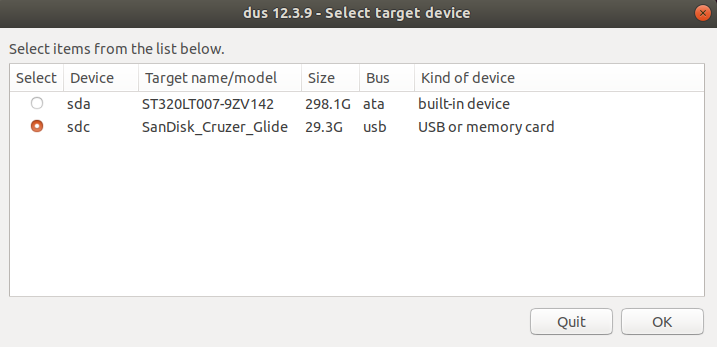 dus 12.3.9 - Select target device
Select items from the list below.
Select Device Target name/model Size Bus Kind of device
sda ST320LT007-9ZV142 298.1G ata built-in device
sdc SanDisk_Cruzer_Glide 29.3G usb USB or memory card
Quit OK